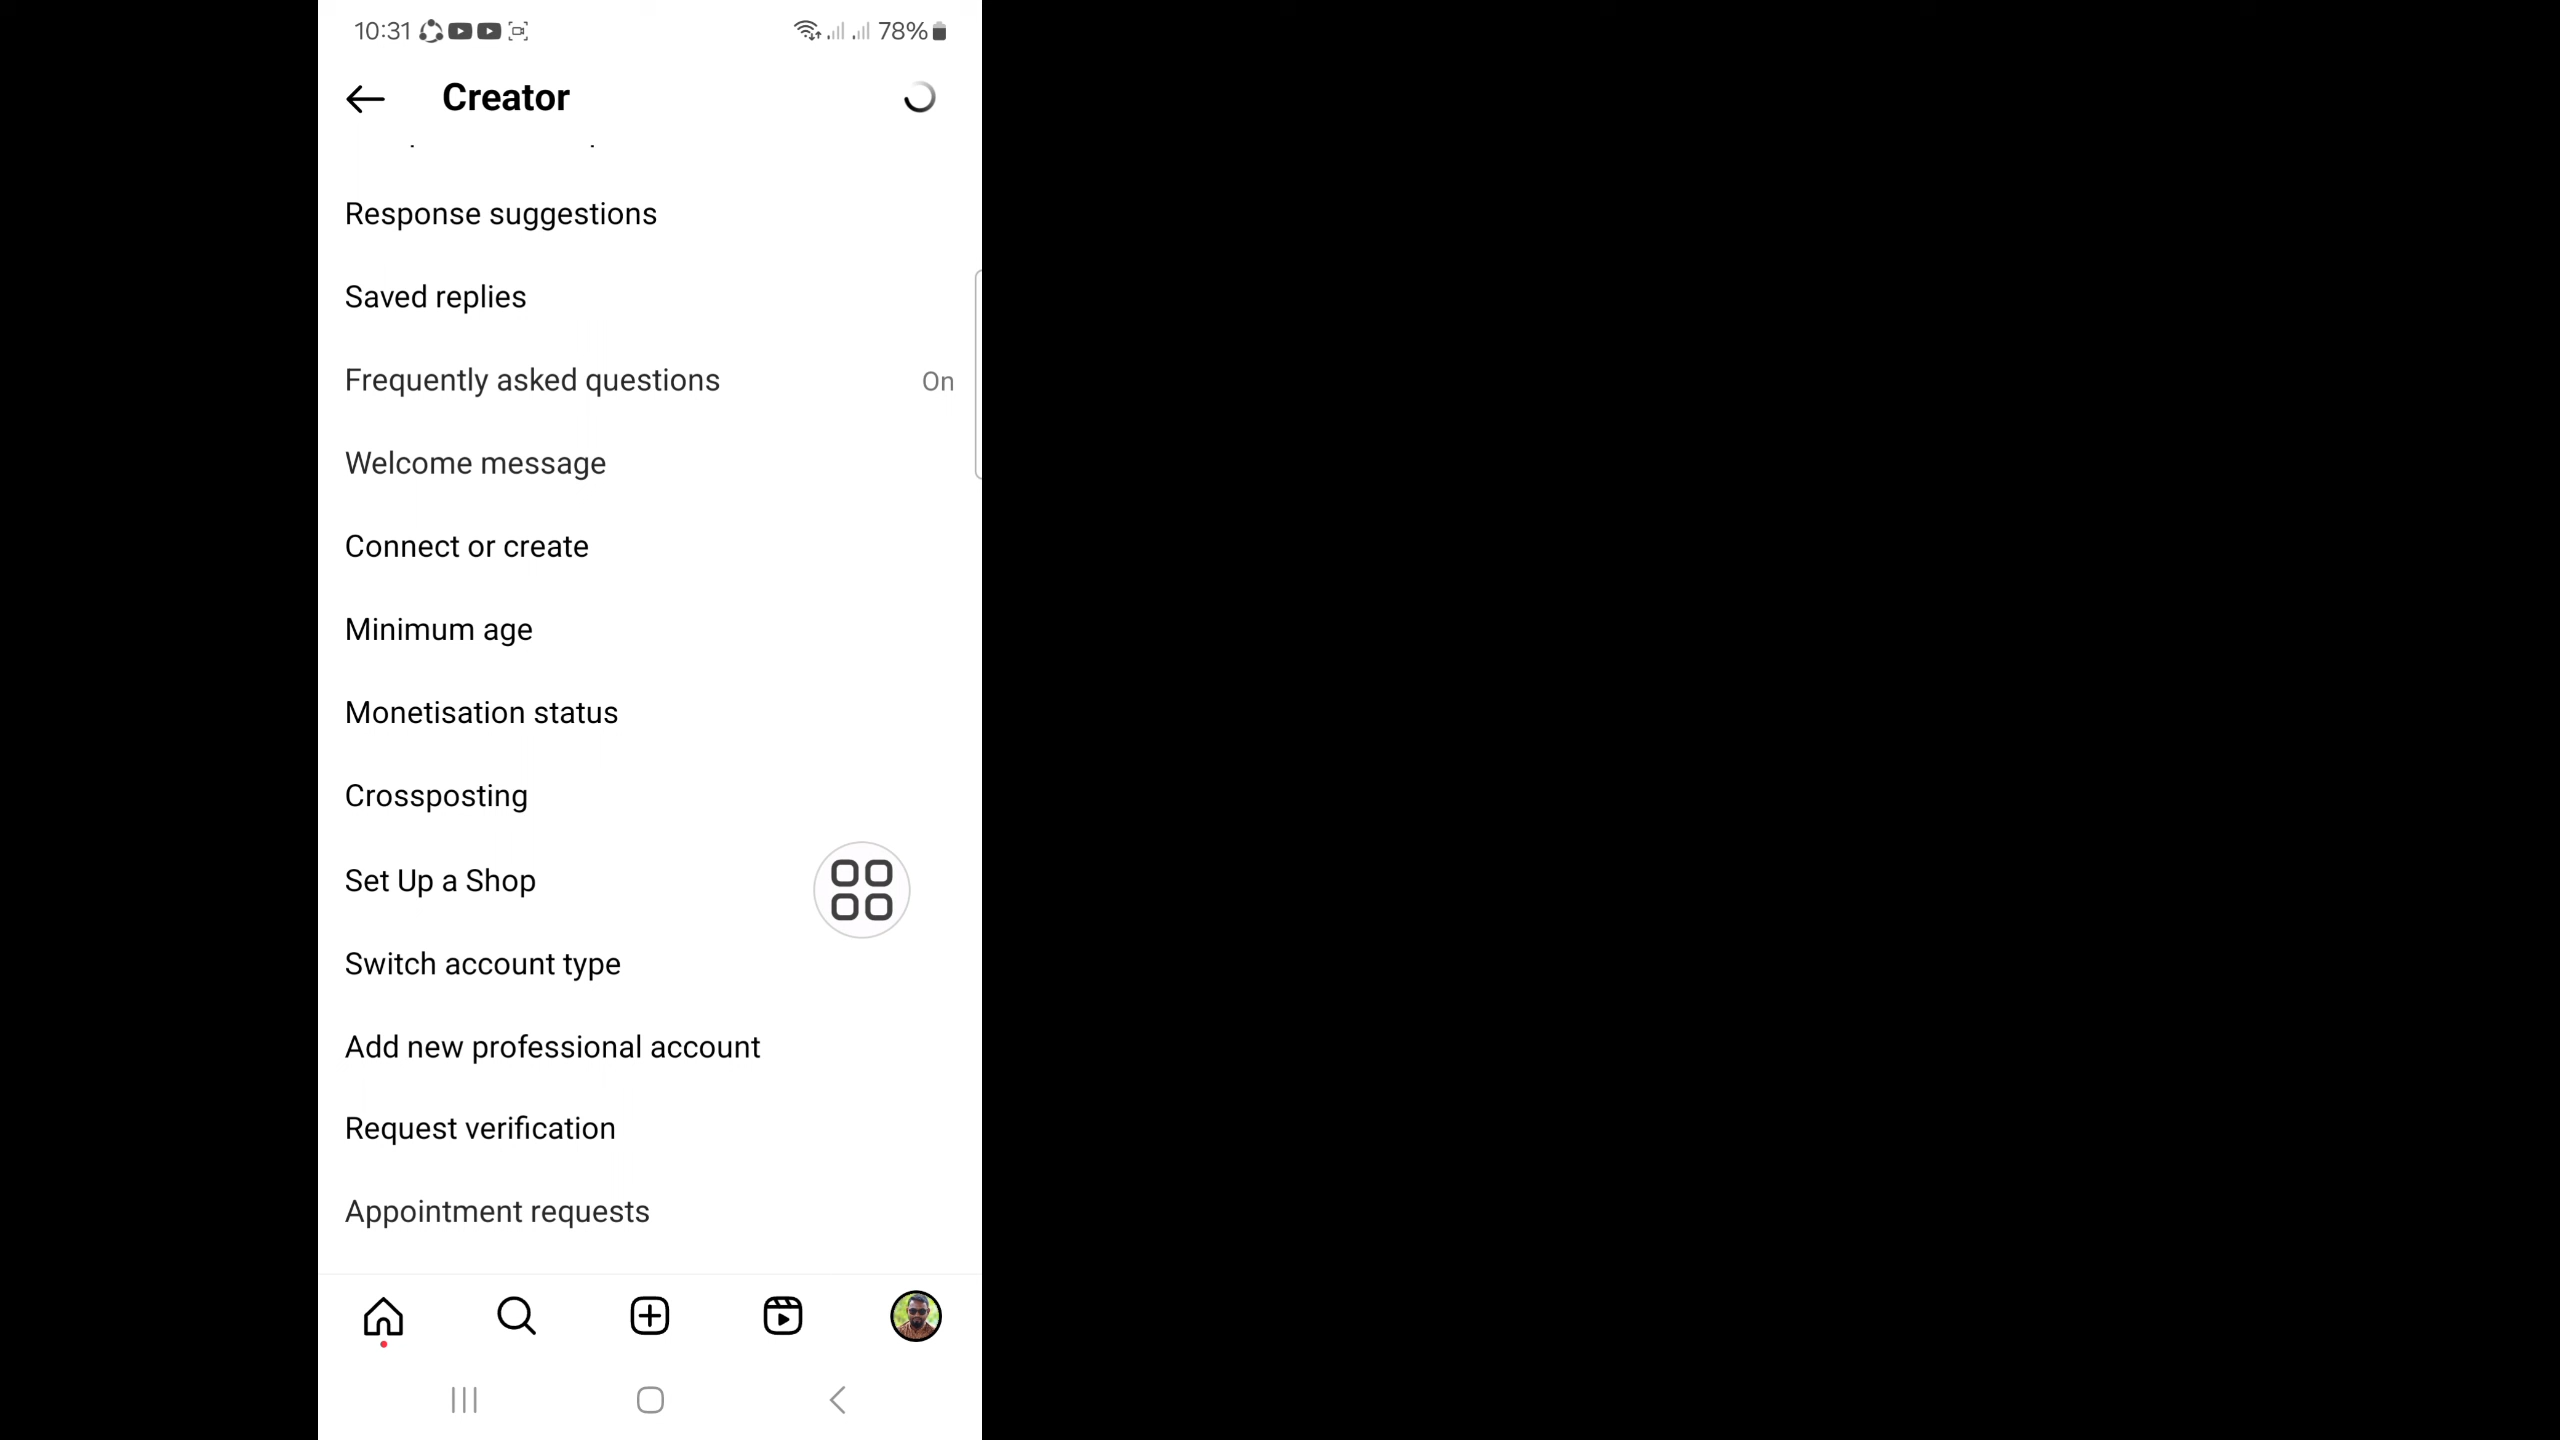 10:31
78%
Creator
Response suggestions
Saved replies
Frequently asked questions On
Welcome message
Connect or create
Minimum age
Monetisation status
Crossposting
Set Up a Shop
Switch account type
Add new professional account
Request verification
Appointment requests